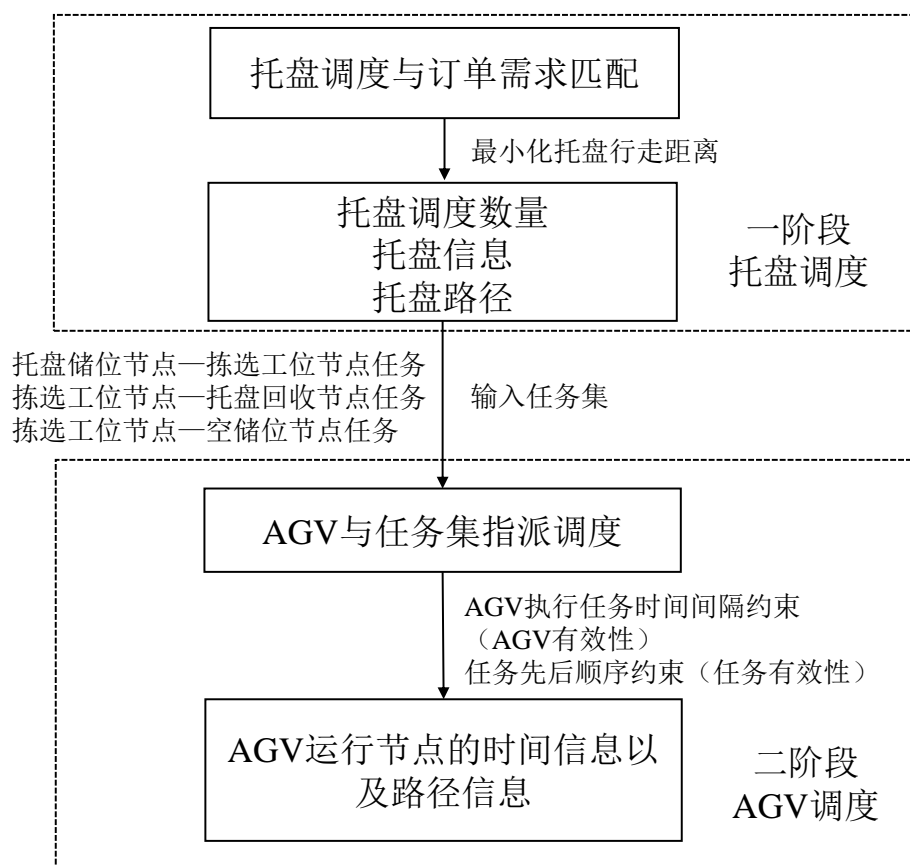 托盘调度与订单需求匹配
最小化托盘行走距离
托盘调度数量
托盘信息
托盘路径
一阶段
托盘调度
托盘储位节点—拣选工位节点任务
拣选工位节点—托盘回收节点任务
拣选工位节点—空储位节点任务
输入任务集
AGV与任务集指派调度
AGV执行任务时间间隔约束
（AGV有效性）
任务先后顺序约束（任务有效性）
AGV运行节点的时间信息以
及路径信息
二阶段
AGV调度